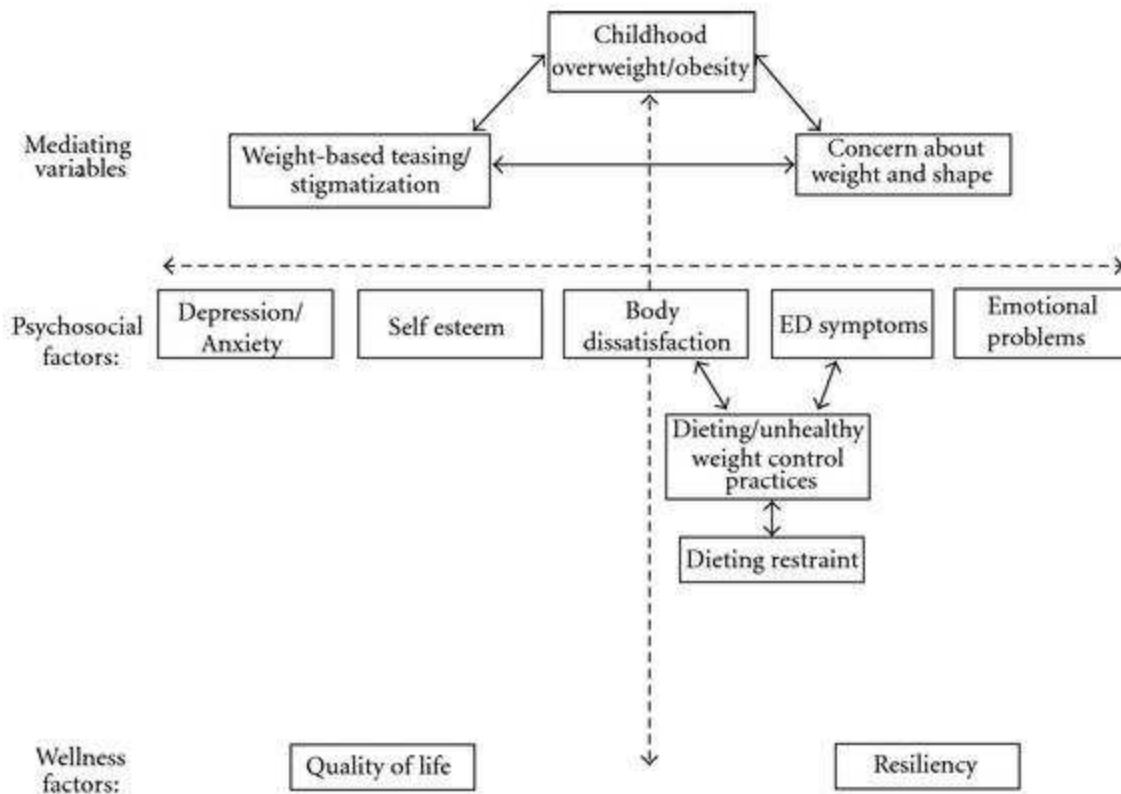 Childhood
overweight/obesity
Mediating
variables
Weight-based teasing/
stigmatization
Concern about
weight and shape
Psychosocial
factors:
Depression/
Anxiety
Self esteem
Body
dissatisfaction
ED symptoms
Emotional
problems
Dieting/unhealthy
weight control
practices
Dieting restraint
Wellness
factors:
Quality of life
Resiliency